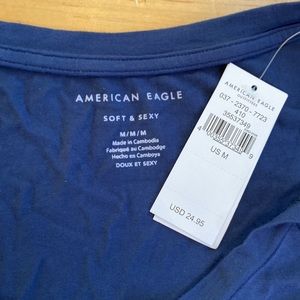 AMERICAN EAGLE
SOFT & SEXY
M/M/M
Made in Cambodia
Fabriqué au Cambodge
Hecho en Camboya
DOUX ET SEXY
AMERICAN EAGLE
037 - 2370 - 7723
410
35537349
US M
USD 24.95